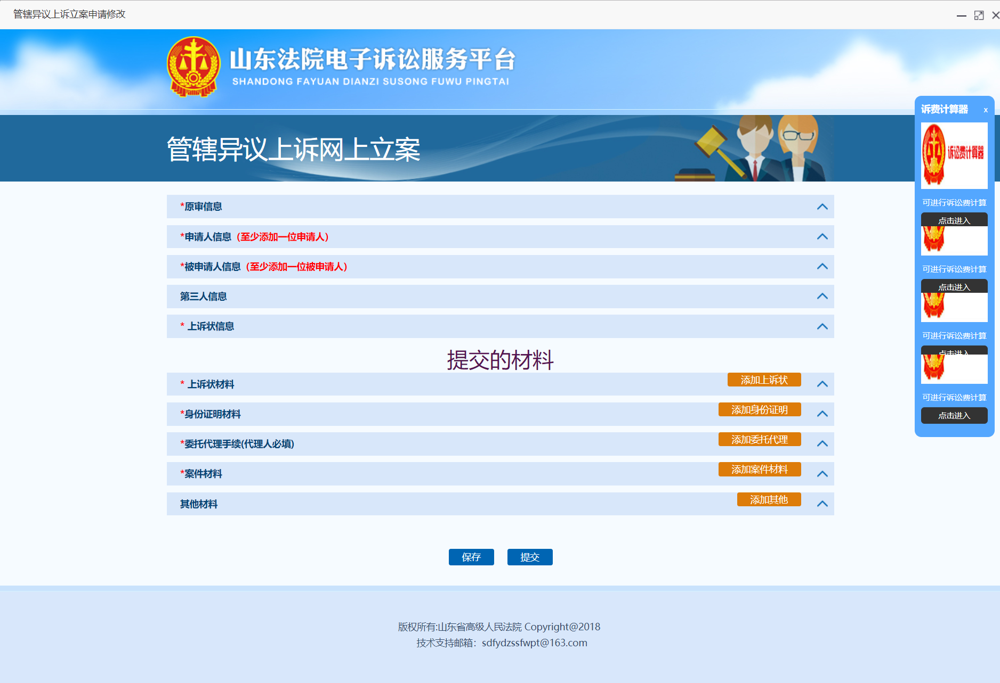 管辖异议上诉立案申请修改
山东法院电子诉讼服务平台
SHANDONG FAYUAN DIANZI SUSONG FUWU PINGTAI
管辖异议上诉网上立案
*原审信息
*申请人信息（至少添加一位申请人）
*被申请人信息（至少添加一位被申请人）
第三人信息
* 上诉状信息
提交的材料
* 上诉状材料
添加上诉状
*身份证明材料
添加身份证明
*委托代理手续(代理人必填)
添加委托代理
*案件材料
添加案件材料
其他材料
添加其他
保存
提交
诉费计算器 x
诉讼费计算器
可进行诉讼费计算
点击进入
可进行诉讼费计算
点击进入
可进行诉讼费计算
点击进入
可进行诉讼费计算
点击进入
版权所有:山东省高级人民法院 Copyright@2018
技术支持邮箱：sdfydzssfwpt@163.com